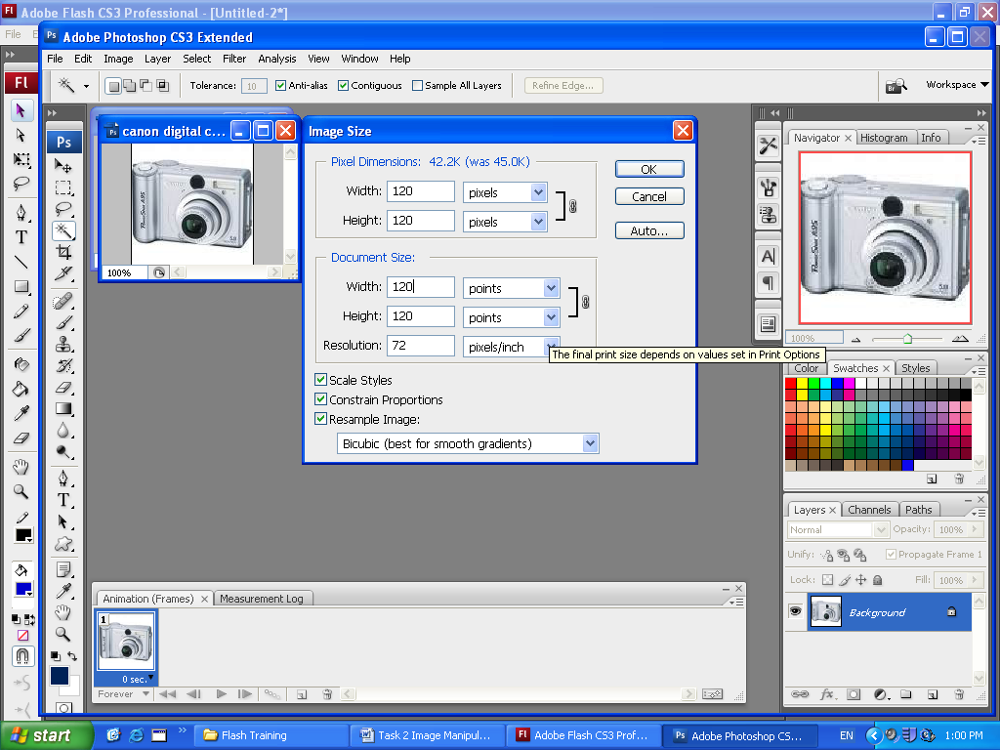 Adobe Flash CS3 Professional - [Untitled-2*]
File
Adobe Photoshop CS3 Extended
File Edit Image Layer Select Filter Analysis View Window Help
Tolerance: 10 Anti-alias Contiguous Sample All Layers Refine Edge... Workspace
canon digital c...
100%
Image Size
Pixel Dimensions: 42.2K (was 45.0K)
Width: 120 pixels
Height: 120 pixels
Document Size:
Width: 120 points
Height: 120 points
Resolution: 72 pixels/inch
Scale Styles
Constrain Proportions
Resample Image:
Bicubic (best for smooth gradients)
OK
Cancel
Auto...
The final print size depends on values set in Print Options
Navigator Histogram Info
100%
Color Swatches Styles
Layers Channels Paths
Normal Opacity: 100%
Unify: Propagate Frame 1
Lock: Fill: 100%
Background
Animation (Frames) Measurement Log
1
0 sec.
Forever
start
Flash Training
Task 2 Image Manipul...
Adobe Flash CS3 Prof...
Adobe Photoshop CS...
EN
1:00 PM